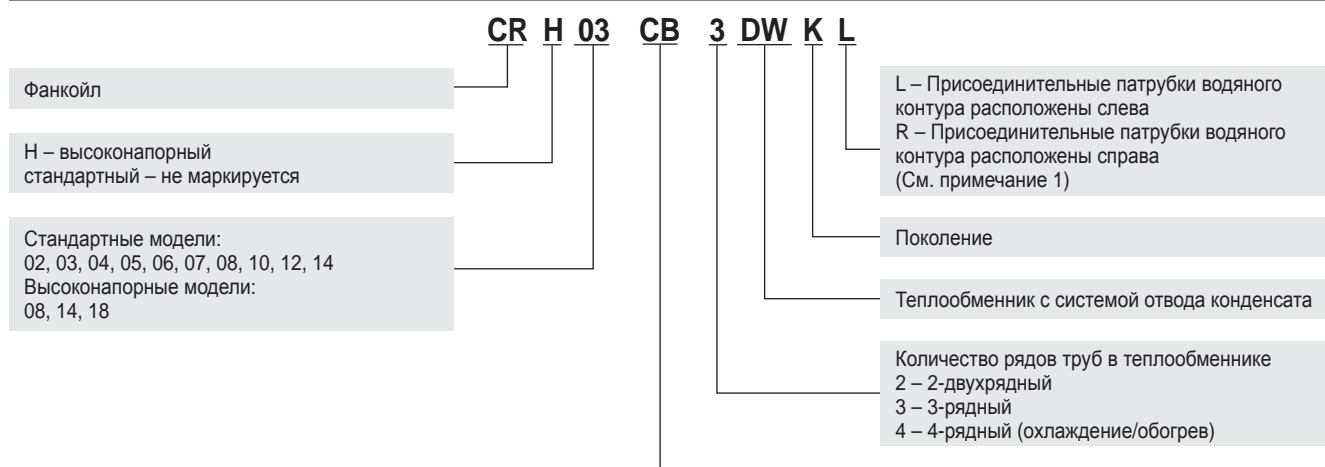 CR H 03 CB 3 DW K L
Фанкойл
H – высоконапорный
стандартный – не маркируется
Стандартные модели:
02, 03, 04, 05, 06, 07, 08, 10, 12, 14
Высоконапорные модели:
08, 14, 18
L – Присоединительные патрубки водяного
контура расположены слева
R – Присоединительные патрубки водяного
контура расположены справа
(См. примечание 1)
Поколение
Теплообменник с системой отвода конденсата
Количество рядов труб в теплообменнике
2 – 2-двухрядный
3 – 3-рядный
4 – 4-рядный (охлаждение/обогрев)